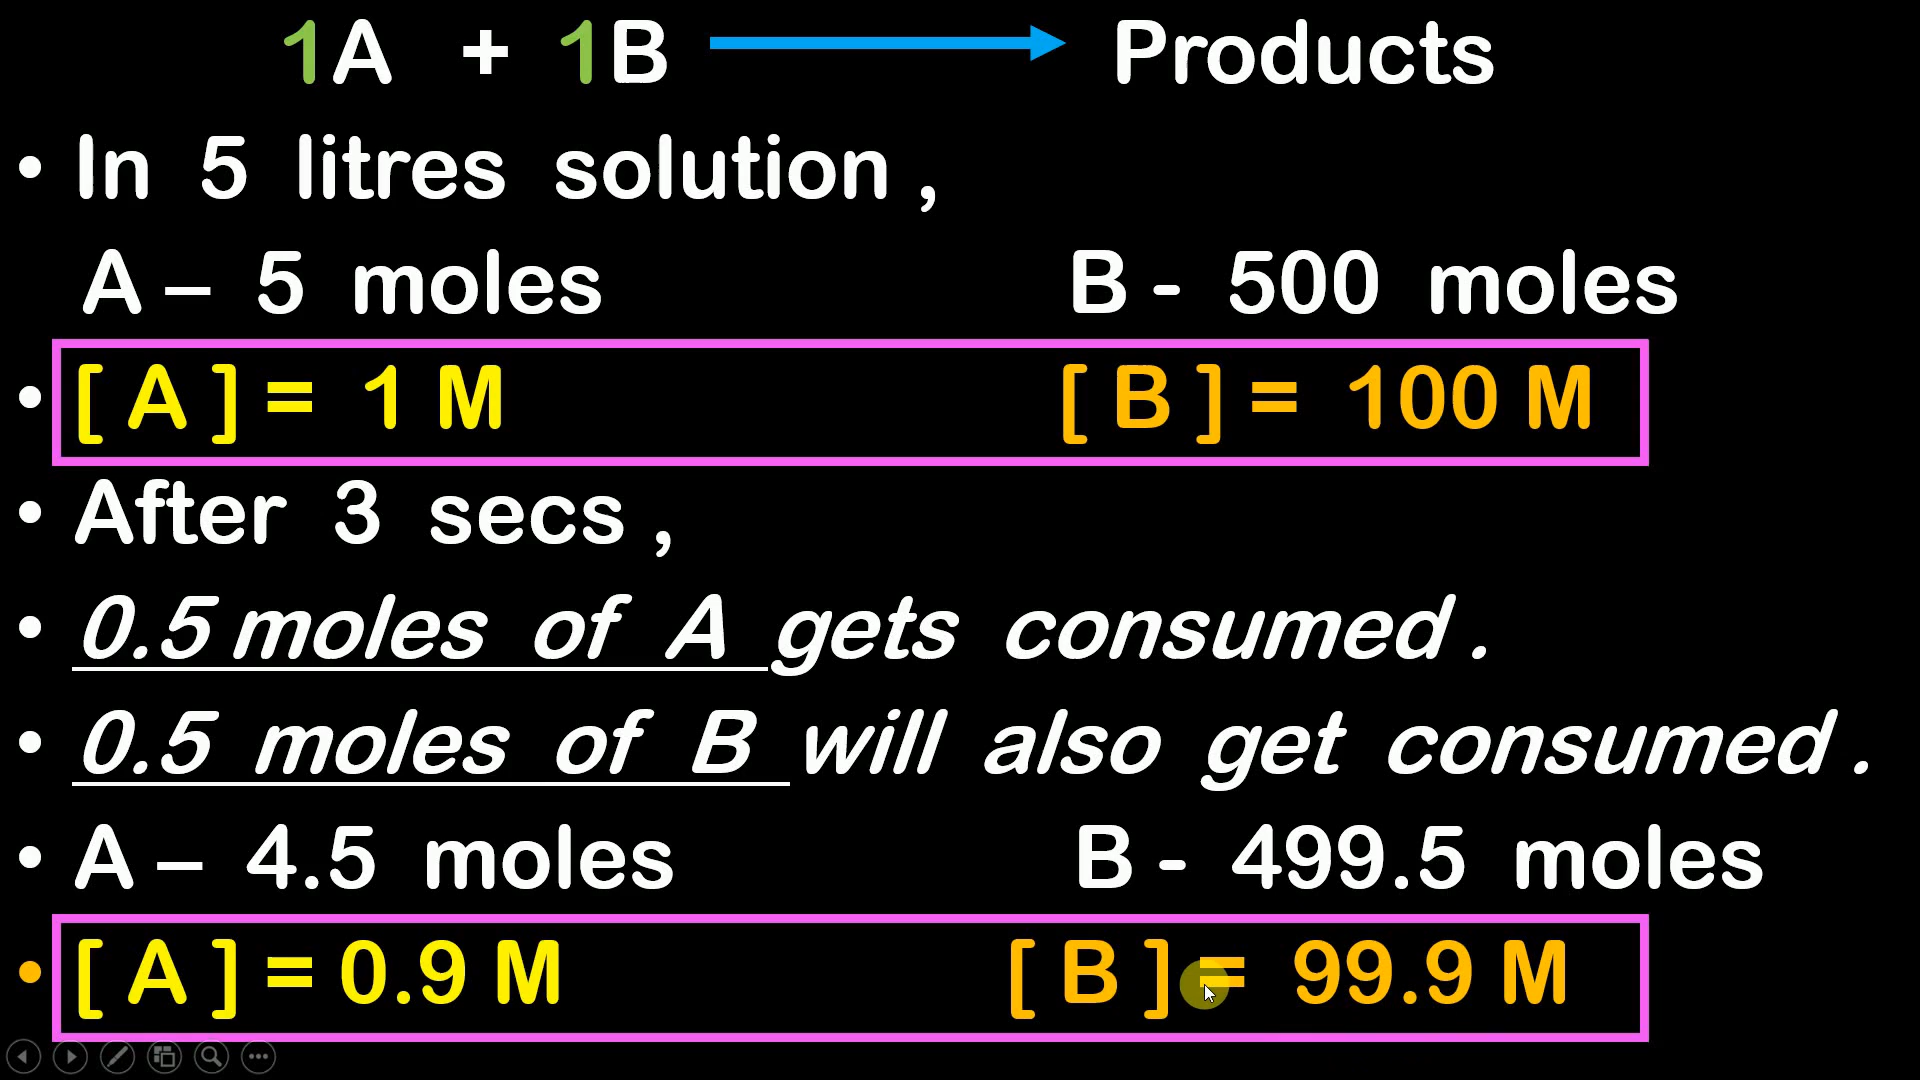 1A + 1B Products
• In 5 litres solution ,
A – 5 moles B - 500 moles
• [ A ] = 1 M [ B ] = 100 M
• After 3 secs ,
• 0.5 moles of A gets consumed .
• 0.5 moles of B will also get consumed .
• A – 4.5 moles B - 499.5 moles
• [ A ] = 0.9 M [ B ] = 99.9 M